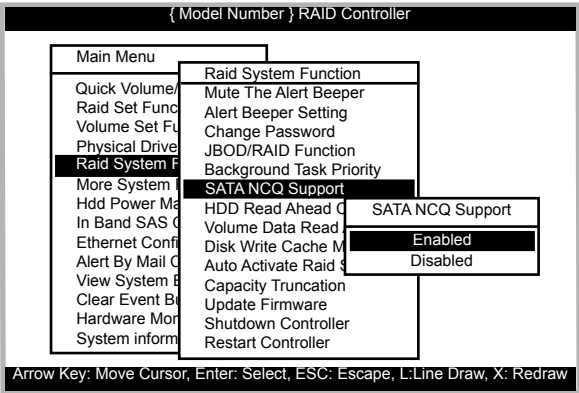 { Model Number } RAID Controller
Main Menu
Quick Volume/
Raid Set Func
Volume Set Fu
Physical Drive
Raid System F
More System
Hdd Power Ma
In Band SAS
Ethernet Confi
Alert By Mail
View System
Clear Event Bu
Hardware Mon
System inform
Raid System Function
Mute The Alert Beeper
Alert Beeper Setting
Change Password
JBOD/RAID Function
Background Task Priority
SATA NCQ Support
HDD Read Ahead
Volume Data Read
Disk Write Cache M
Auto Activate Raid
Capacity Truncation
Update Firmware
Shutdown Controller
Restart Controller
SATA NCQ Support
Enabled
Disabled
Arrow Key: Move Cursor, Enter: Select, ESC: Escape, L:Line Draw, X: Redraw